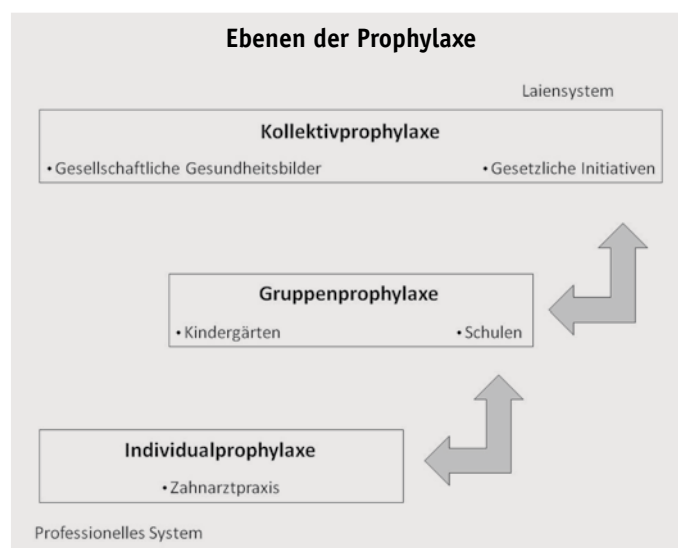 Ebenen der Prophylaxe
Laiensystem
Kollektivprophylaxe
•Gesellschaftliche Gesundheitsbilder •Gesetzliche Initiativen
Gruppenprophylaxe
•Kindergärten •Schulen
Individualprophylaxe
•Zahnarztpraxis
Professionelles System